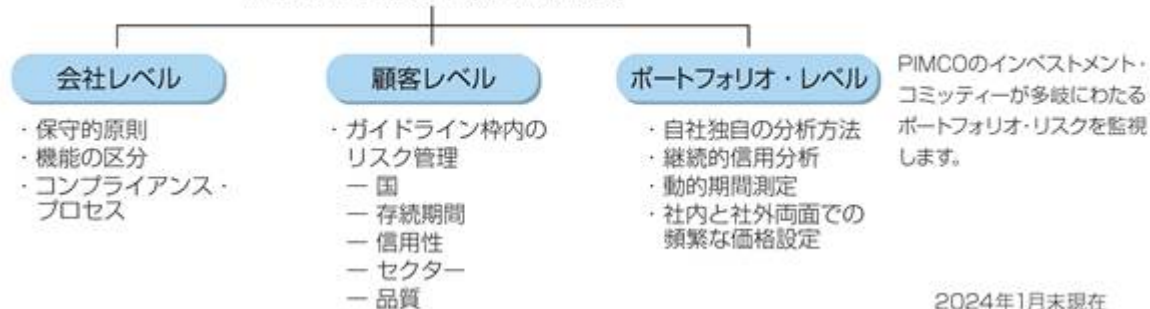 会社レベル
・保守的原則
・機能の区分
・コンプライアンス・
プロセス
顧客レベル
・ガイドライン枠内の
リスク管理
― 国
― 存続期間
― 信用性
― セクター
― 品質
ポートフォリオ・レベル
・自社独自の分析方法
・継続的信用分析
・動的期間測定
・社内と社外両面での
頻繁な価格設定
PIMCOのインベストメント・
コミッティーが多岐にわたる
ポートフォリオ・リスクを監視
します。
2024年1月末現在